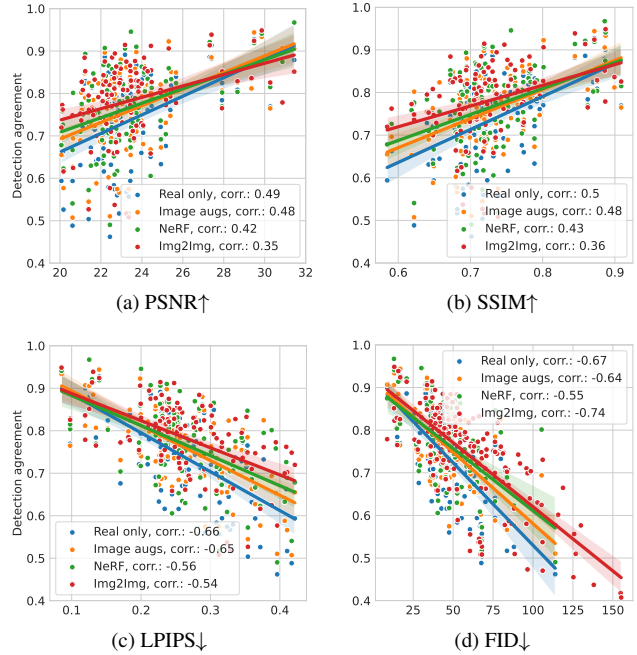 1.0
0.9
0.8
0.7
0.6
0.5
0.4
Detection agreement
Real only, corr.: 0.49
Image augs, corr.: 0.48
NeRF, corr.: 0.42
Img2Img, corr.: 0.35
20 22 24 26 28 30 32
(a) PSNR↑
1.0
0.9
0.8
0.7
0.6
0.5
0.4
Real only, corr.: 0.5
Image augs, corr.: 0.48
NeRF, corr.: 0.43
Img2Img, corr.: 0.36
0.6 0.7 0.8 0.9
(b) SSIM↑
1.0
0.9
0.8
0.7
0.6
0.5
0.4
Detection agreement
Real only, corr.: -0.66
Image augs, corr.: -0.65
NeRF, corr.: -0.56
Img2Img, corr.: -0.54
0.1 0.2 0.3 0.4
(c) LPIPS↓
1.0
0.9
0.8
0.7
0.6
0.5
0.4
Real only, corr.: -0.67
Image augs, corr.: -0.64
NeRF, corr.: -0.55
Img2Img, corr.: -0.74
25 50 75 100 125 150
(d) FID↓